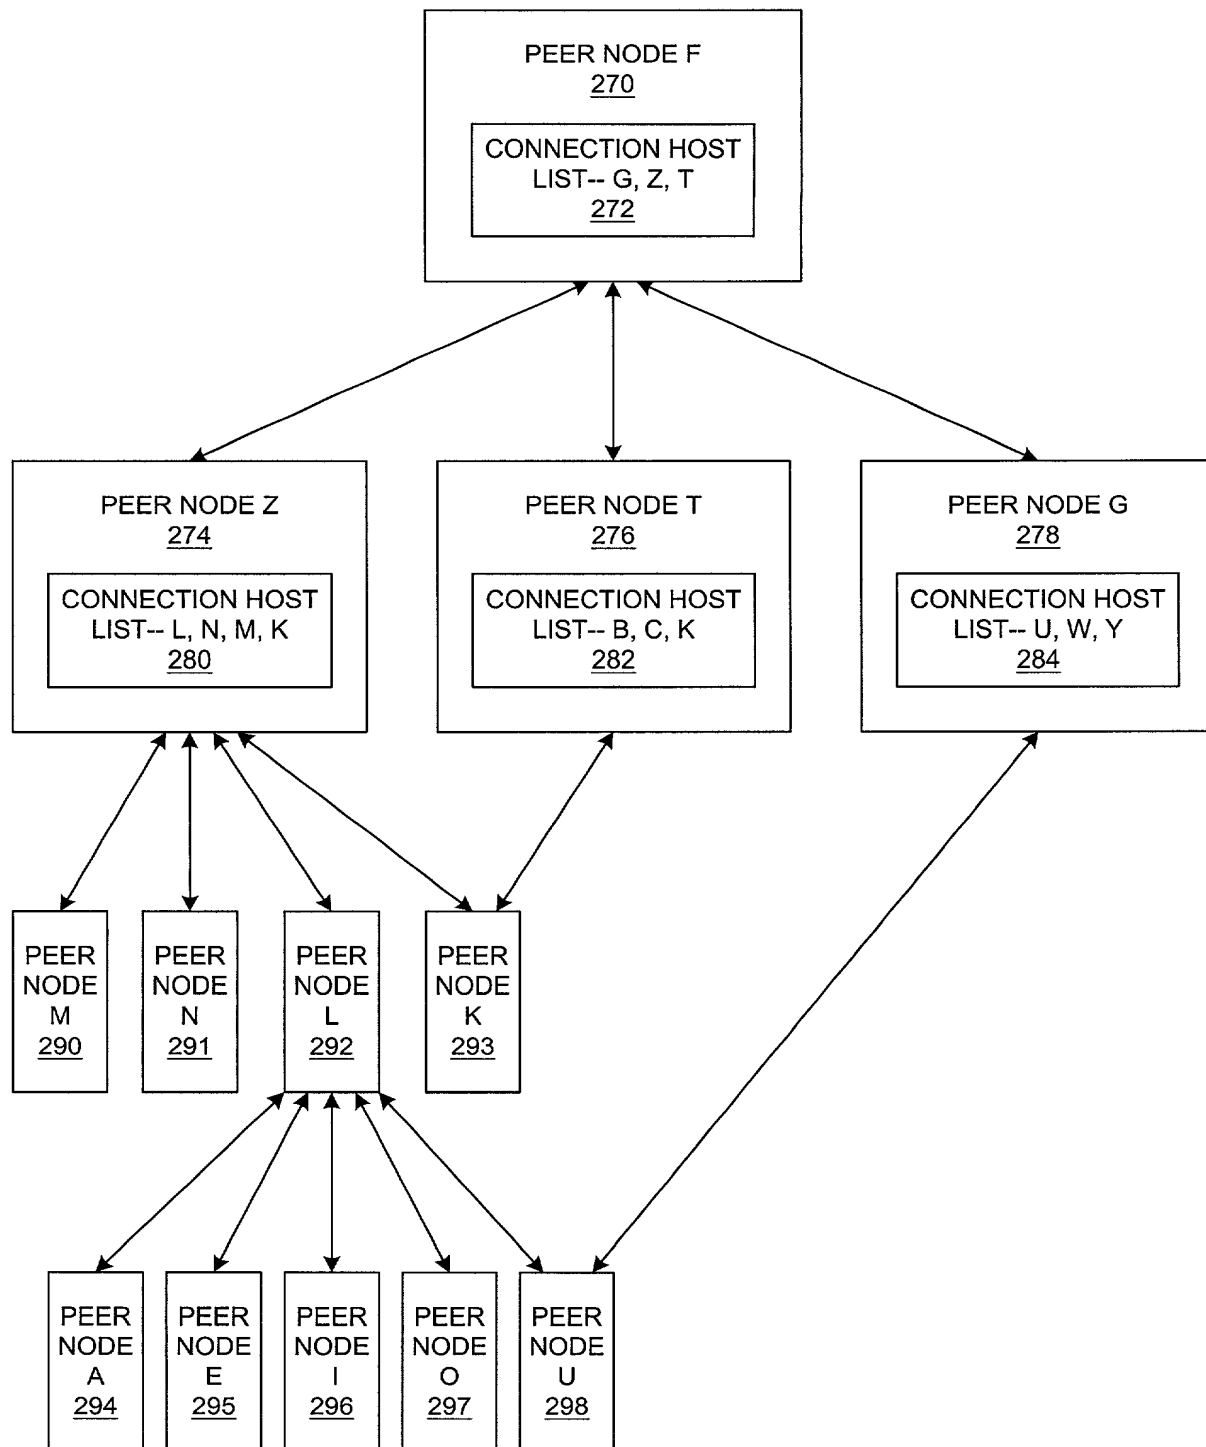 PEER NODE F
270
CONNECTION HOST
LIST-- G, Z, T
272
PEER NODE Z
274
CONNECTION HOST
LIST-- L, N, M, K
280
PEER NODE T
276
CONNECTION HOST
LIST-- B, C, K
282
PEER NODE G
278
CONNECTION HOST
LIST-- U, W, Y
284
PEER
NODE
M
290
PEER
NODE
N
291
PEER
NODE
L
292
PEER
NODE
K
293
PEER
NODE
A
294
PEER
NODE
E
295
PEER
NODE
I
296
PEER
NODE
O
297
PEER
NODE
U
298